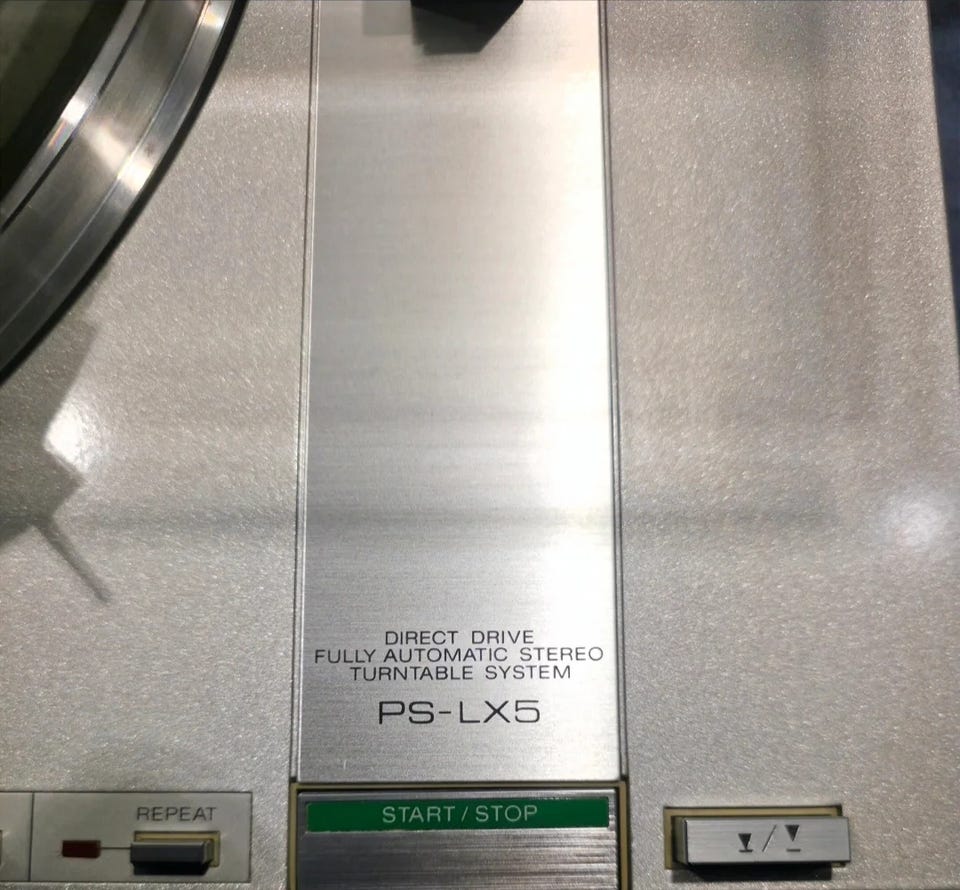 DIRECT DRIVE
FULLY AUTOMATIC STEREO
TURNTABLE SYSTEM
PS-LX5
REPEAT
START/STOP